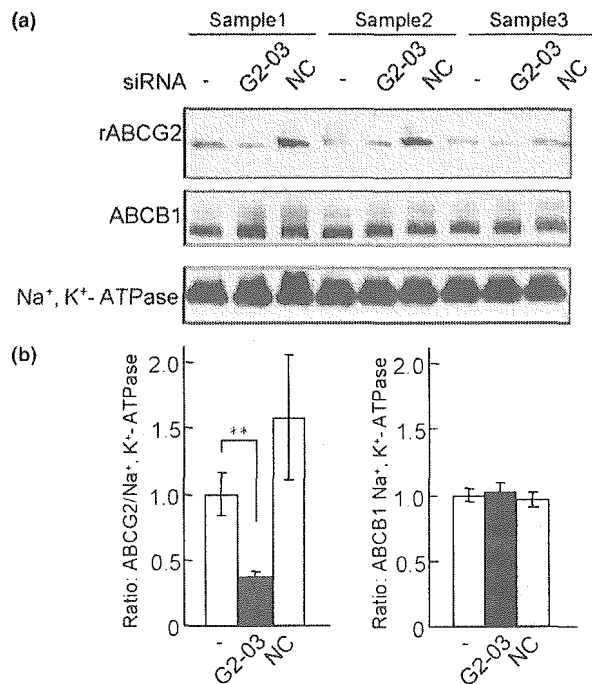 (a)
Sample1 Sample2 Sample3
siRNA - G2-03 NC - G2-03 NC - G2-03 NC
rABCG2
ABCB1
Na⁺, K⁺- ATPase
(b)
Ratio: ABCG2/Na⁺, K⁺- ATPase
2.0
1.5
1.0
0.5
0
**
- G2-03 NC
Ratio: ABCB1 Na⁺, K⁺- ATPase
2.0
1.5
1.0
0.5
0
- G2-03 NC